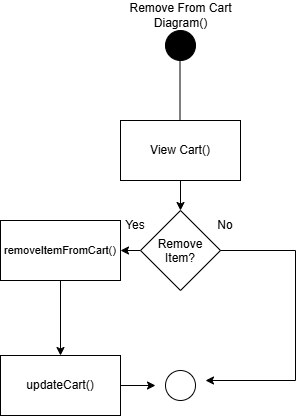 Remove From Cart
Diagram()
View Cart()
Yes
No
Remove
Item?
removeItemFromCart()
updateCart()